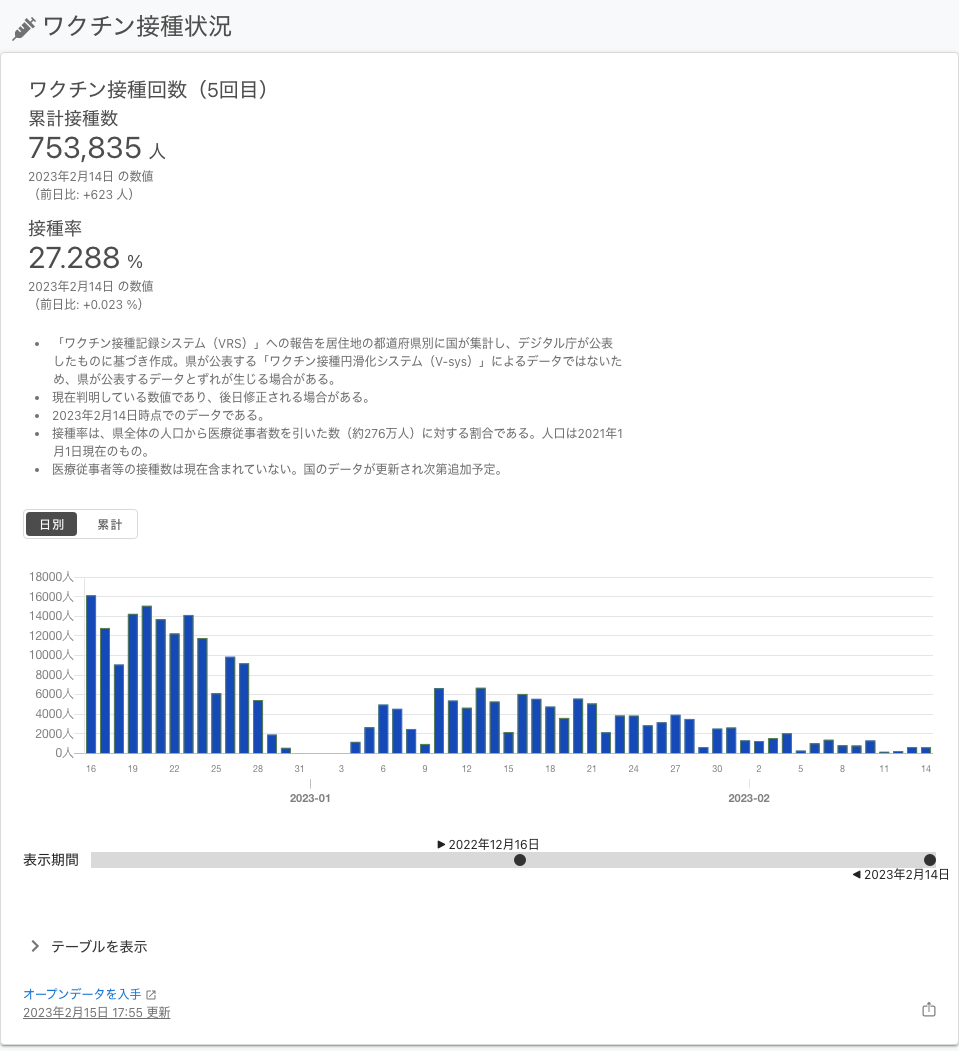 ワクチン接種状況
ワクチン接種回数（5回目）
累計接種数
753,835 人
2023年2月14日 の数値
（前日比: +623 人）
接種率
27.288 %
2023年2月14日 の数値
（前日比: +0.023 %）
• 「ワクチン接種記録システム（VRS）」への報告を居住地の都道府県別に国が集計し、デジタル庁が公表
したものに基づき作成。県が公表する「ワクチン接種円滑化システム（V-sys）」によるデータではないた
め、県が公表するデータとずれが生じる場合がある。
• 現在判明している数値であり、後日修正される場合がある。
• 2023年2月14日時点でのデータである。
• 接種率は、県全体の人口から医療従事者数を引いた数（約276万人）に対する割合である。人口は2021年1
月1日現在のもの。
• 医療従事者等の接種数は現在含まれていない。国のデータが更新され次第追加予定。
日別 累計
18000人
16000人
14000人
12000人
10000人
8000人
6000人
4000人
2000人
0人
16 19 22 25 28 31 3 6 9 12 15 18 21 24 27 30 2 5 8 11 14
2023-01 2023-02
▶ 2022年12月16日
表示期間
◀ 2023年2月14日
テーブルを表示
オープンデータを入手
2023年2月15日 17:55 更新